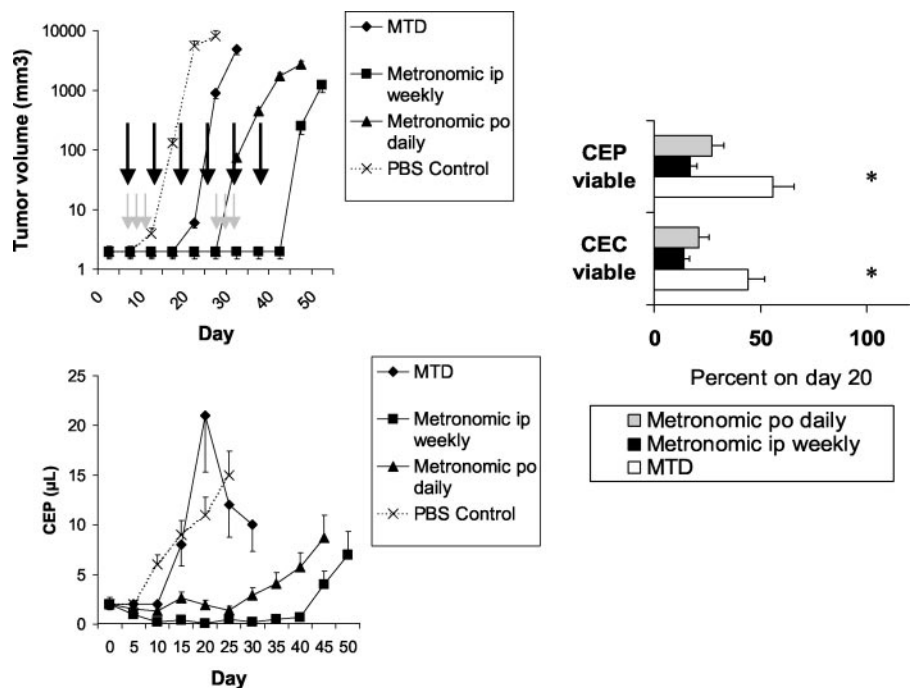 10000
1000
100
10
1
Tumor volume (mm3)
0
10
20
30
40
50
Day
MTD
Metronomic ip
weekly
Metronomic po
daily
PBS Control
CEP
viable
*
CEC
viable
*
0
50
100
Percent on day 20
Metronomic po daily
Metronomic ip weekly
MTD
25
20
15
10
5
0
CEP (µL)
0 5 10 15 20 25 30 35 40 45 50
Day
MTD
Metronomic ip
weekly
Metronomic po
daily
PBS Control